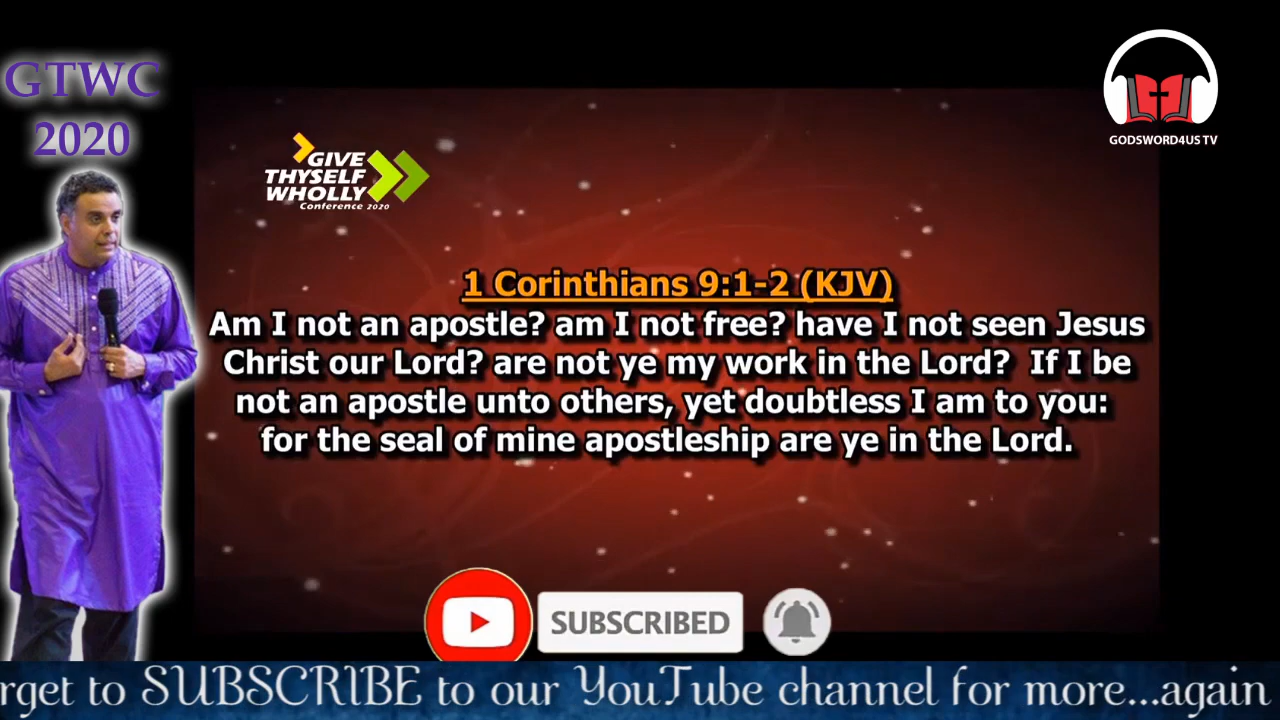 GTWC
2020
GODSWORD4US TV
GIVE
THYSELF
WHOLLY
Conference 2020
1 Corinthians 9:1-2 (KJV)
Am I not an apostle? am I not free? have I not seen Jesus
Christ our Lord? are not ye my work in the Lord?  If I be
not an apostle unto others, yet doubtless I am to you:
for the seal of mine apostleship are ye in the Lord.
SUBSCRIBED
rget to SUBSCRIBE to our YouTube channel for more...again